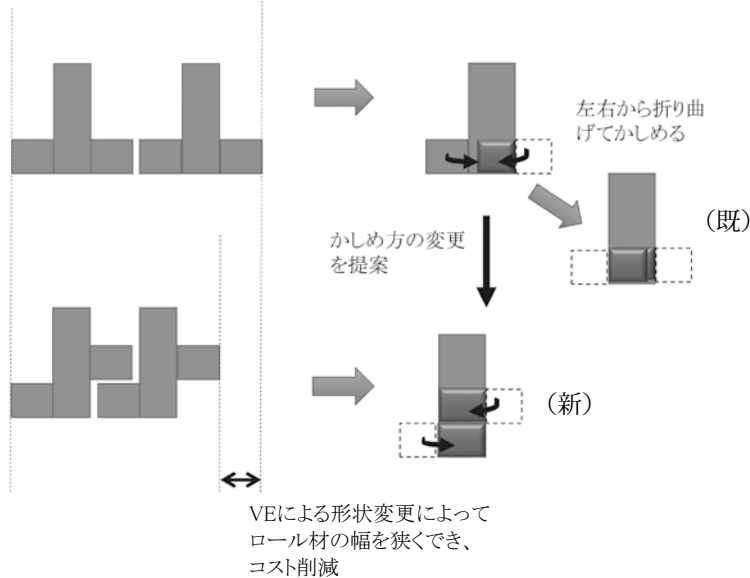 左右から折り曲
げてかしめる
(既)
かしめ方の変更
を提案
(新)
VEによる形状変更によって
ロール材の幅を狭くでき、
コスト削減